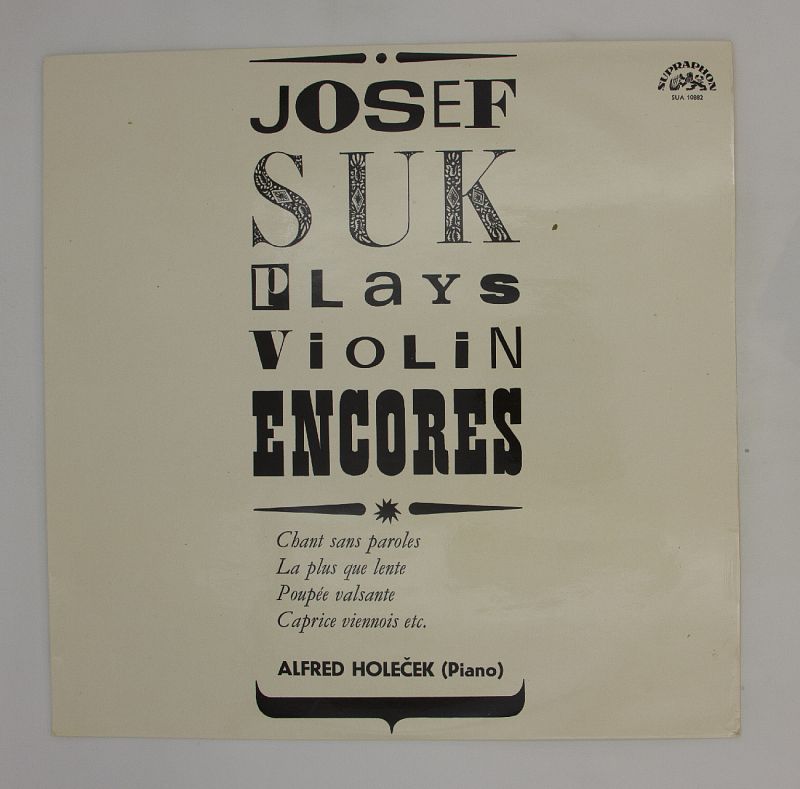 JOSEF
SUK
PLaYS
ViOLiN
ENCORES
Chant sans paroles
La plus que lente
Poupée valsante
Caprice viennois etc.
ALFRED HOLEČEK (Piano)
SUPRAPHON
SUA 10882